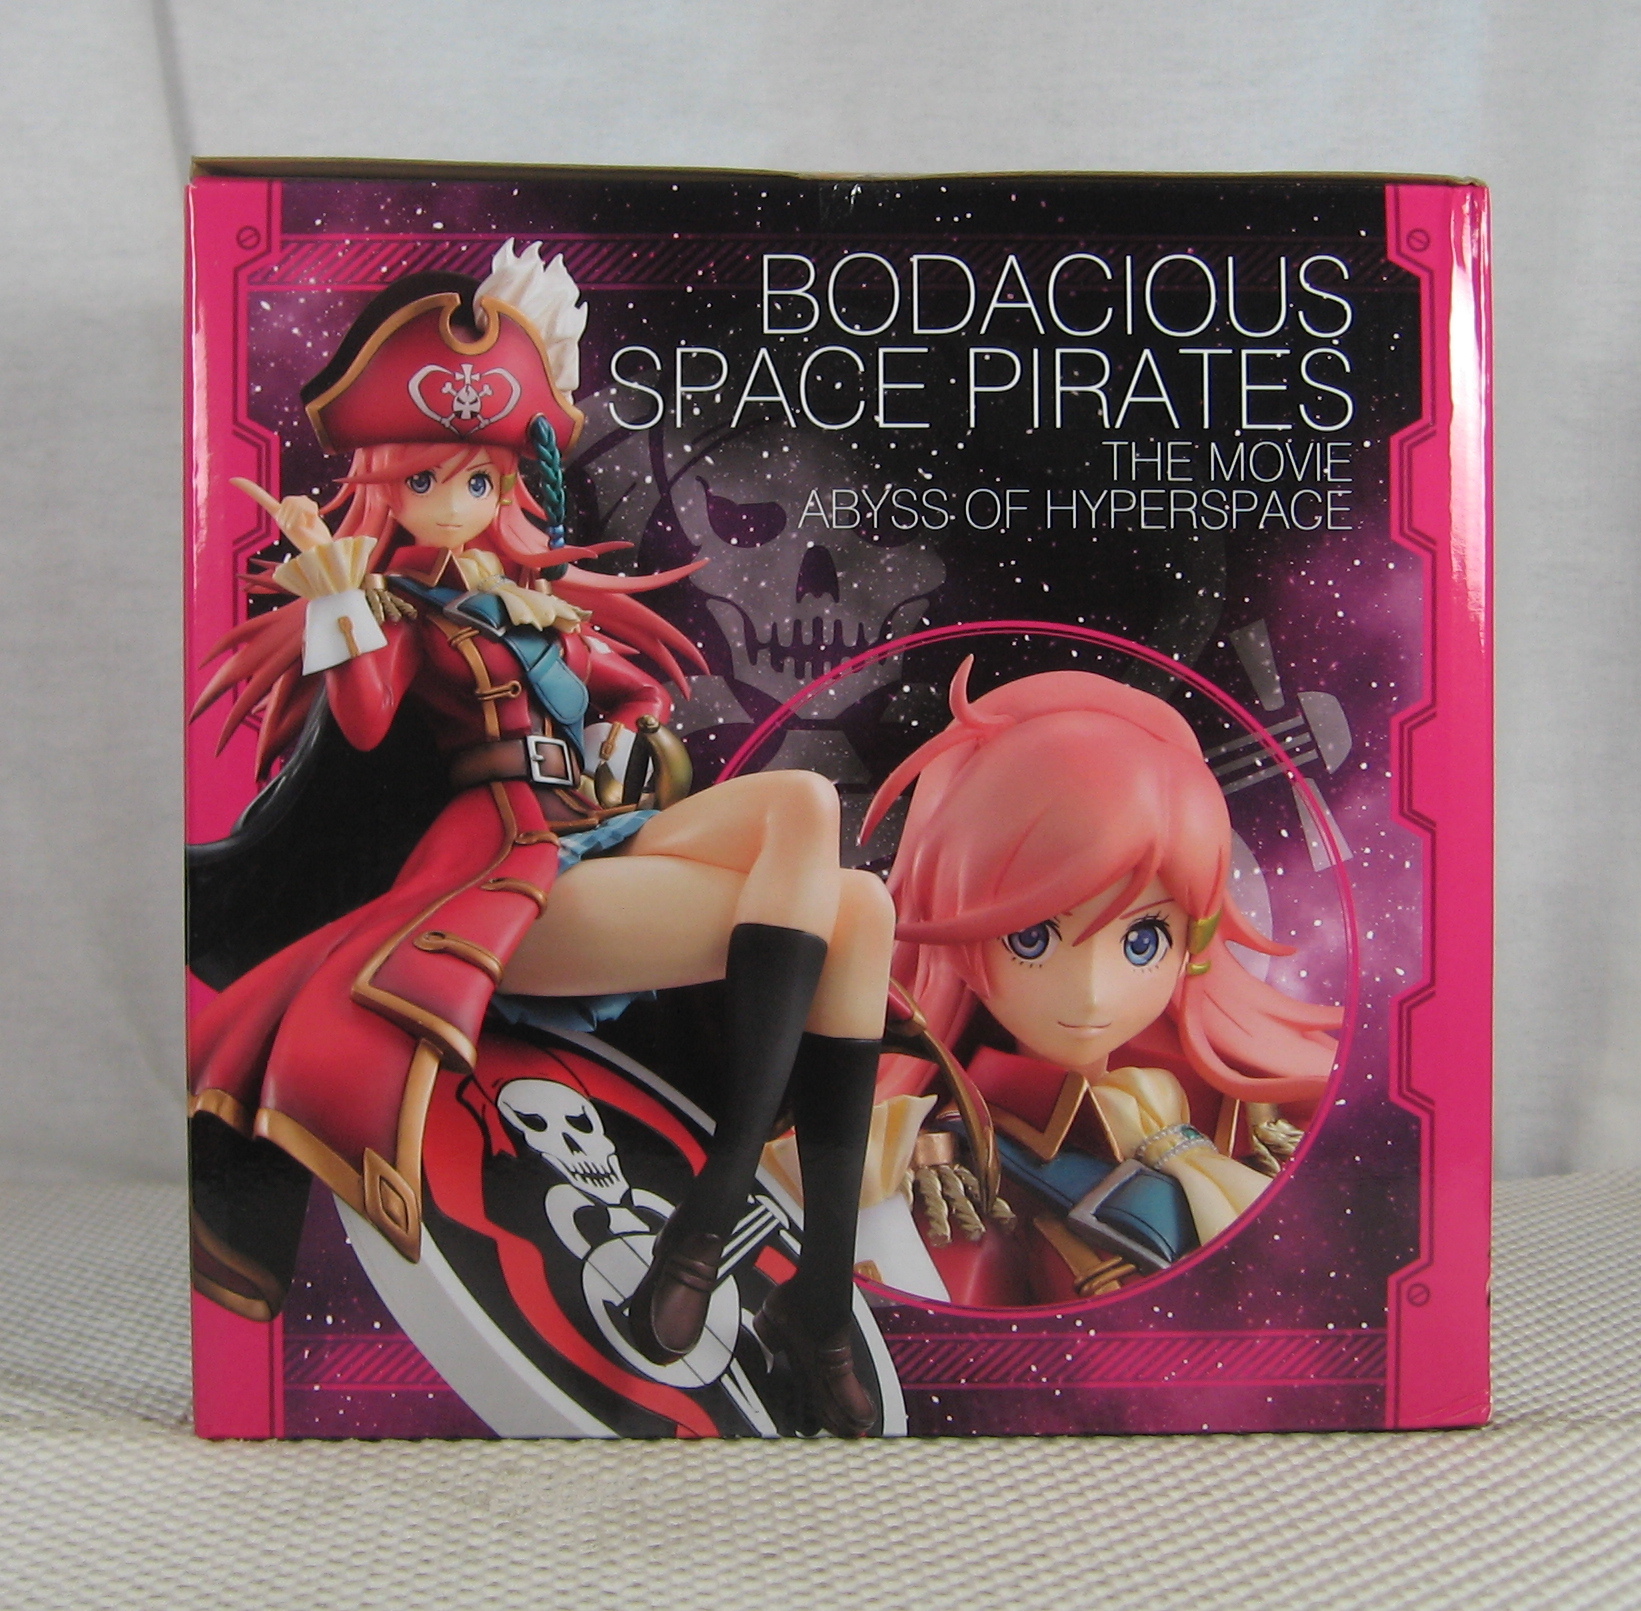 BODACIOUS
SPACE PIRATES
THE MOVIE
ABYSS OF HYPERSPACE